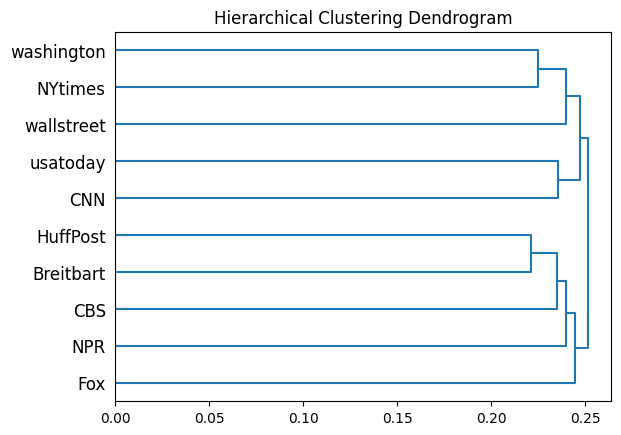 Hierarchical Clustering Dendrogram
washington
NYtimes
wallstreet
usatoday
CNN
HuffPost
Breitbart
CBS
NPR
Fox
0.00 0.05 0.10 0.15 0.20 0.25